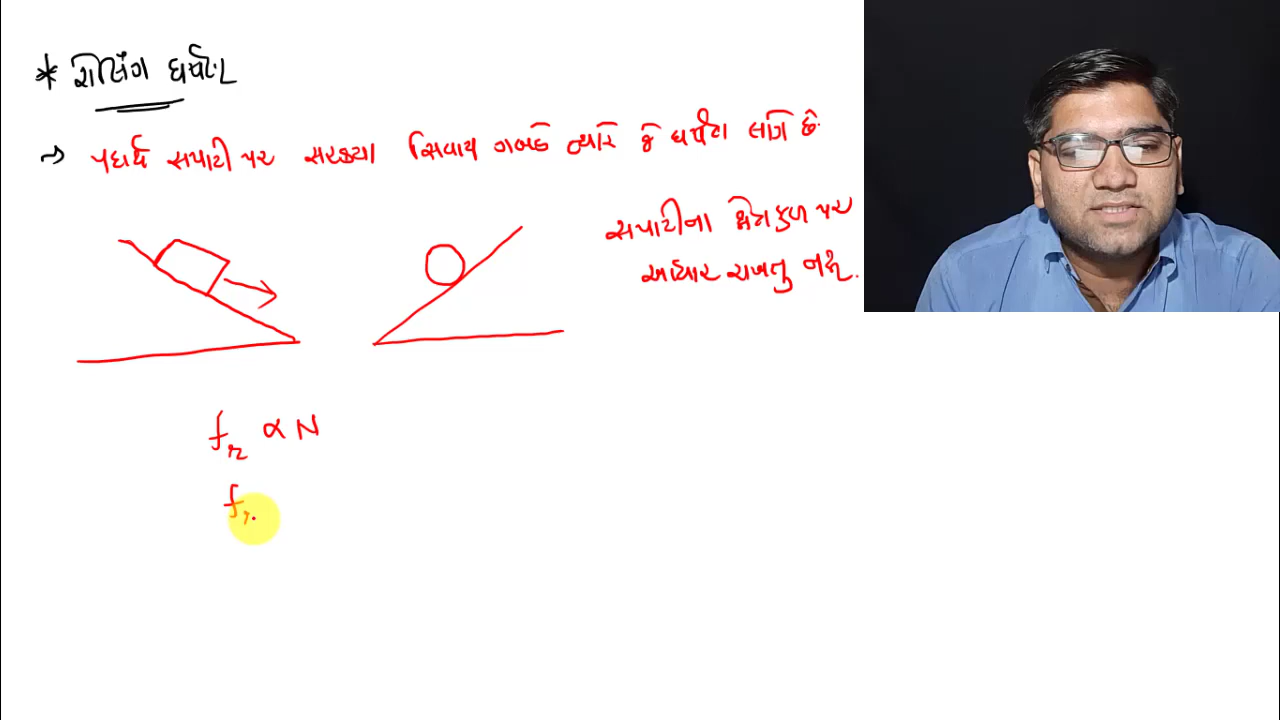 * રોલિંગ ઘર્ષણ
→ પદાર્થ સપાટી પર સરક્યા સિવાય ગબડે ત્યારે જે ઘર્ષણ લાગે છે.
સપાટીના ક્ષેત્રફળ પર
આધાર રાખતુ નથી.
fr ∝ N
fr